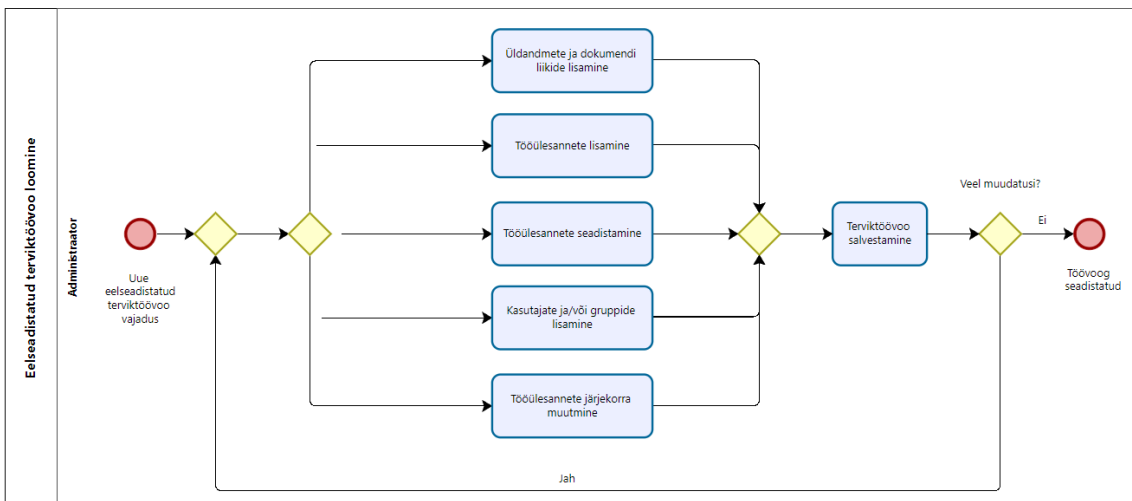 Eelseadistatud terviktöövoo loomine
Administraator
Uue
eelseadistatud
terviktöövoo
vajadus
Üldandmete ja dokumendi
liikide lisamine
Tööülesannete lisamine
Tööülesannete seadistamine
Kasutajate ja/või gruppide
lisamine
Tööülesannete järjekorra
muutmine
Terviktöövoo
salvestamine
Veel muudatusi?
Ei
Töövoog
seadistatud
Jah